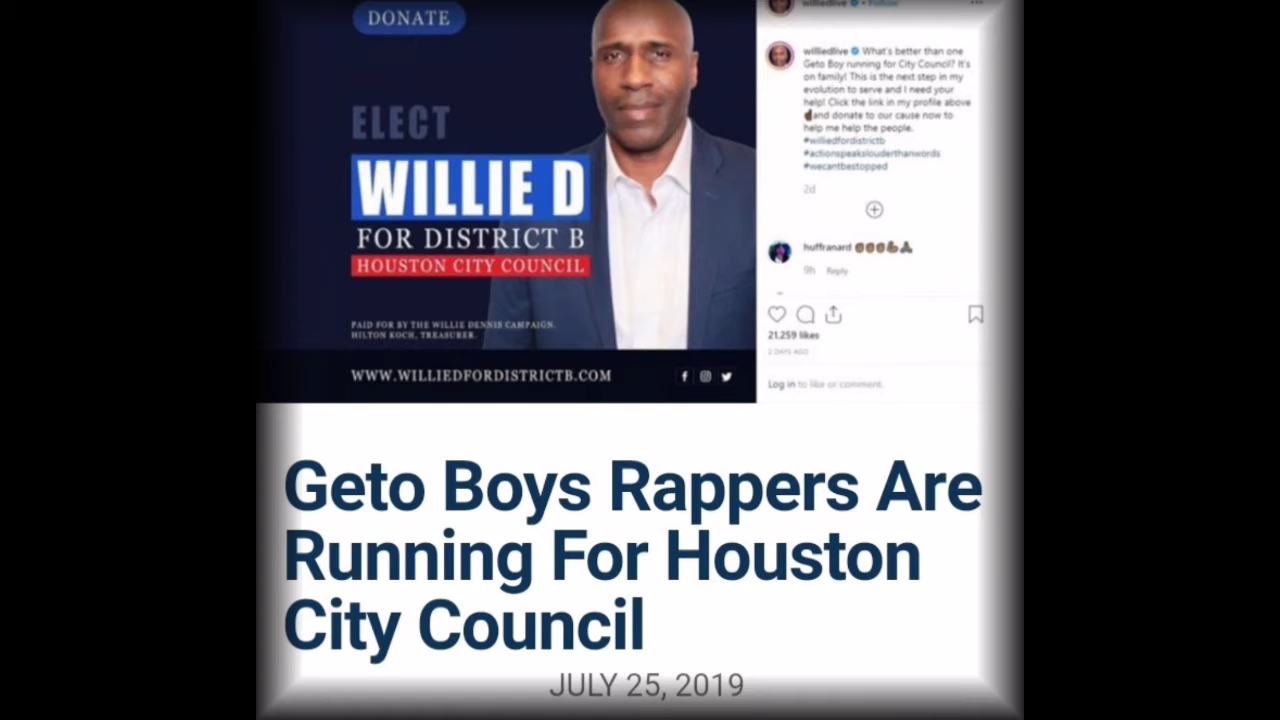 DONATE
ELECT
WILLIE D
FOR DISTRICT B
HOUSTON CITY COUNCIL
PAID FOR BY THE WILLIE DENNIS CAMPAIGN.
HILTON KOCH, TREASURER.
WWW.WILLIEDFORDISTRICTB.COM
williedlive • Follow
williedlive What's better than one
Geto Boy running for City Council? It's
on family! This is the next step in my
evolution to serve and I need your
help! Click the link in my profile above
and donate to our cause now to
help me help the people.
#williedfordistrictb
#actionspeakslouderthanwords
#wecantbestopped
2d
huffranard
9h Reply
21,259 likes
2 DAYS AGO
Log in to like or comment.
Geto Boys Rappers Are
Running For Houston
City Council
JULY 25, 2019